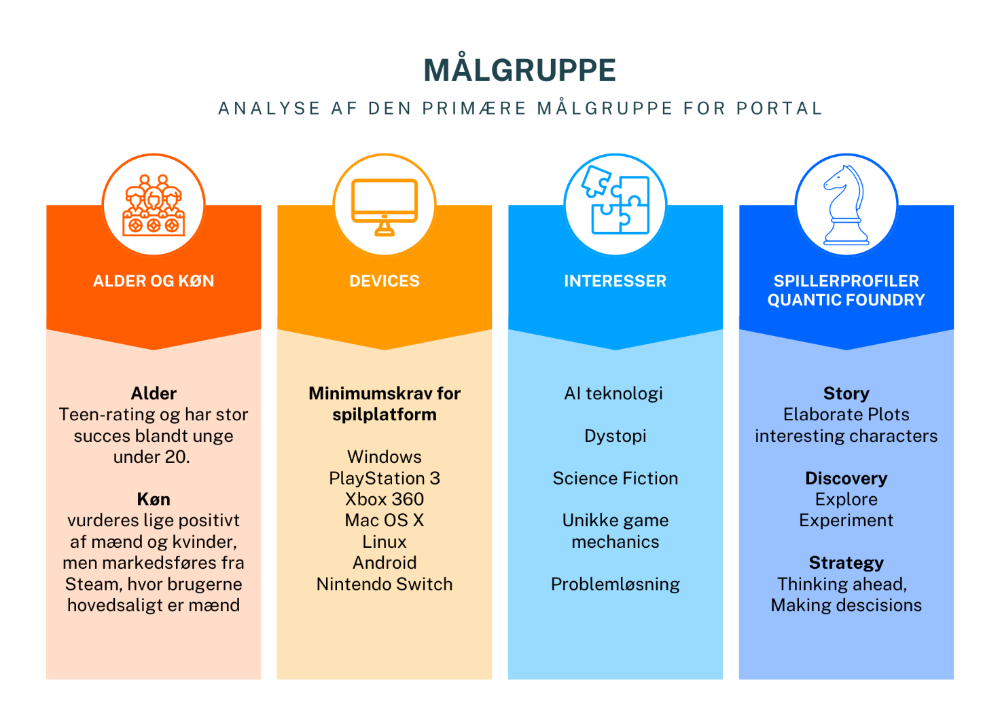 MÅLGRUPPE
ANALYSE AF DEN PRIMÆRE MÅLGRUPPE FOR PORTAL
ALDER OG KØN
Alder
Teen-rating og har stor
succes blandt unge
under 20.
Køn
vurderes lige positivt
af mænd og kvinder,
men markedsføres fra
Steam, hvor brugerne
hovedsaligt er mænd
DEVICES
Minimumskrav for
spilplatform
Windows
PlayStation 3
Xbox 360
Mac OS X
Linux
Android
Nintendo Switch
INTERESSER
AI teknologi
Dystopi
Science Fiction
Unikke game
mechanics
Problemløsning
SPILLERPROFILER
QUANTIC FOUNDRY
Story
Elaborate Plots
interesting characters
Discovery
Explore
Experiment
Strategy
Thinking ahead,
Making descisions